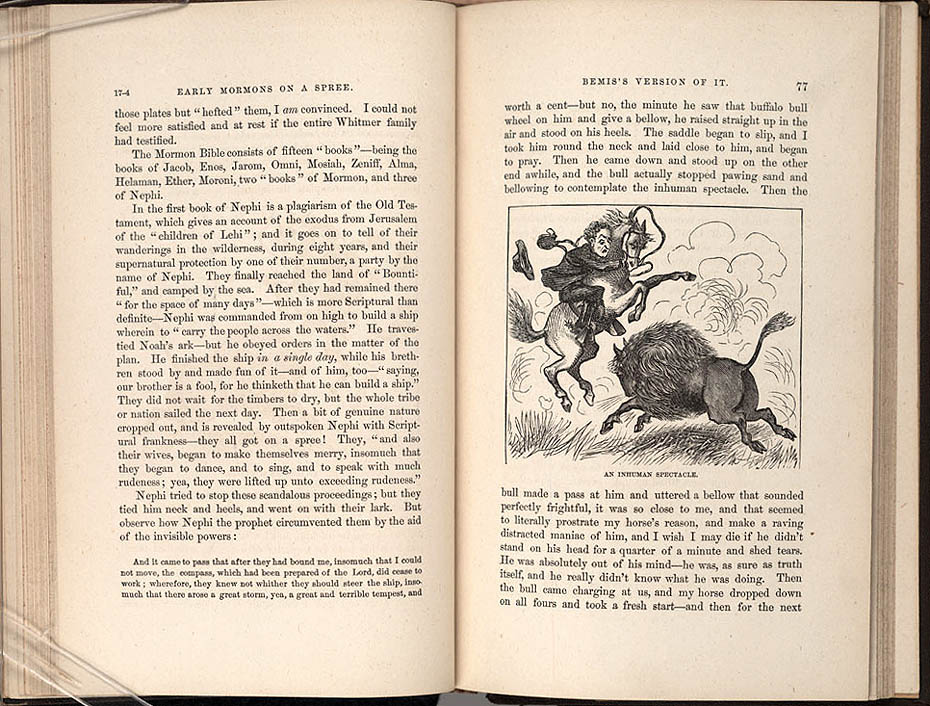 17-4 EARLY MORMONS ON A SPREE.
those plates but “hefted” them, I am convinced. I could not
feel more satisfied and at rest if the entire Whitmer family
had testified.
The Mormon Bible consists of fifteen “books”—being the
books of Jacob, Enos, Jarom, Omni, Mosiah, Zeniff, Alma,
Helaman, Ether, Moroni, two “books” of Mormon, and three
of Nephi.
In the first book of Nephi is a plagiarism of the Old Tes-
tament, which gives an account of the exodus from Jerusalem
of the “children of Lehi”; and it goes on to tell of their
wanderings in the wilderness, during eight years, and their
supernatural protection by one of their number, a party by the
name of Nephi. They finally reached the land of “Bounti-
ful,” and camped by the sea. After they had remained there
“for the space of many days”—which is more Scriptural than
definite—Nephi was commanded from on high to build a ship
wherein to “carry the people across the waters.” He traves-
tied Noah’s ark—but he obeyed orders in the matter of the
plan. He finished the ship in a single day, while his breth-
ren stood by and made fun of it—and of him, too—“saying,
our brother is a fool, for he thinketh that he can build a ship.”
They did not wait for the timbers to dry, but the whole tribe
or nation sailed the next day. Then a bit of genuine nature
cropped out, and is revealed by outspoken Nephi with Script-
ural frankness—they all got on a spree! They, “and also
their wives, began to make themselves merry, insomuch that
they began to dance, and to sing, and to speak with much
rudeness; yea, they were lifted up unto exceeding rudeness.”
Nephi tried to stop these scandalous proceedings; but they
tied him neck and heels, and went on with their lark. But
observe how Nephi the prophet circumvented them by the aid
of the invisible powers:
And it came to pass that after they had bound me, insomuch that I could
not move, the compass, which had been prepared of the Lord, did cease to
work; wherefore, they knew not whither they should steer the ship, inso-
much that there arose a great storm, yea, a great and terrible tempest, and
BEMIS’S VERSION OF IT. 77
worth a cent—but no, the minute he saw that buffalo bull
wheel on him and give a bellow, he raised straight up in the
air and stood on his heels. The saddle began to slip, and I
took him round the neck and laid close to him, and began
to pray. Then he came down and stood up on the other
end awhile, and the bull actually stopped pawing sand and
bellowing to contemplate the inhuman spectacle. Then the
AN INHUMAN SPECTACLE.
bull made a pass at him and uttered a bellow that sounded
perfectly frightful, it was so close to me, and that seemed
to literally prostrate my horse’s reason, and make a raving
distracted maniac of him, and I wish I may die if he didn’t
stand on his head for a quarter of a minute and shed tears.
He was absolutely out of his mind—he was, as sure as truth
itself, and he really didn’t know what he was doing. Then
the bull came charging at us, and my horse dropped down
on all fours and took a fresh start—and then for the next